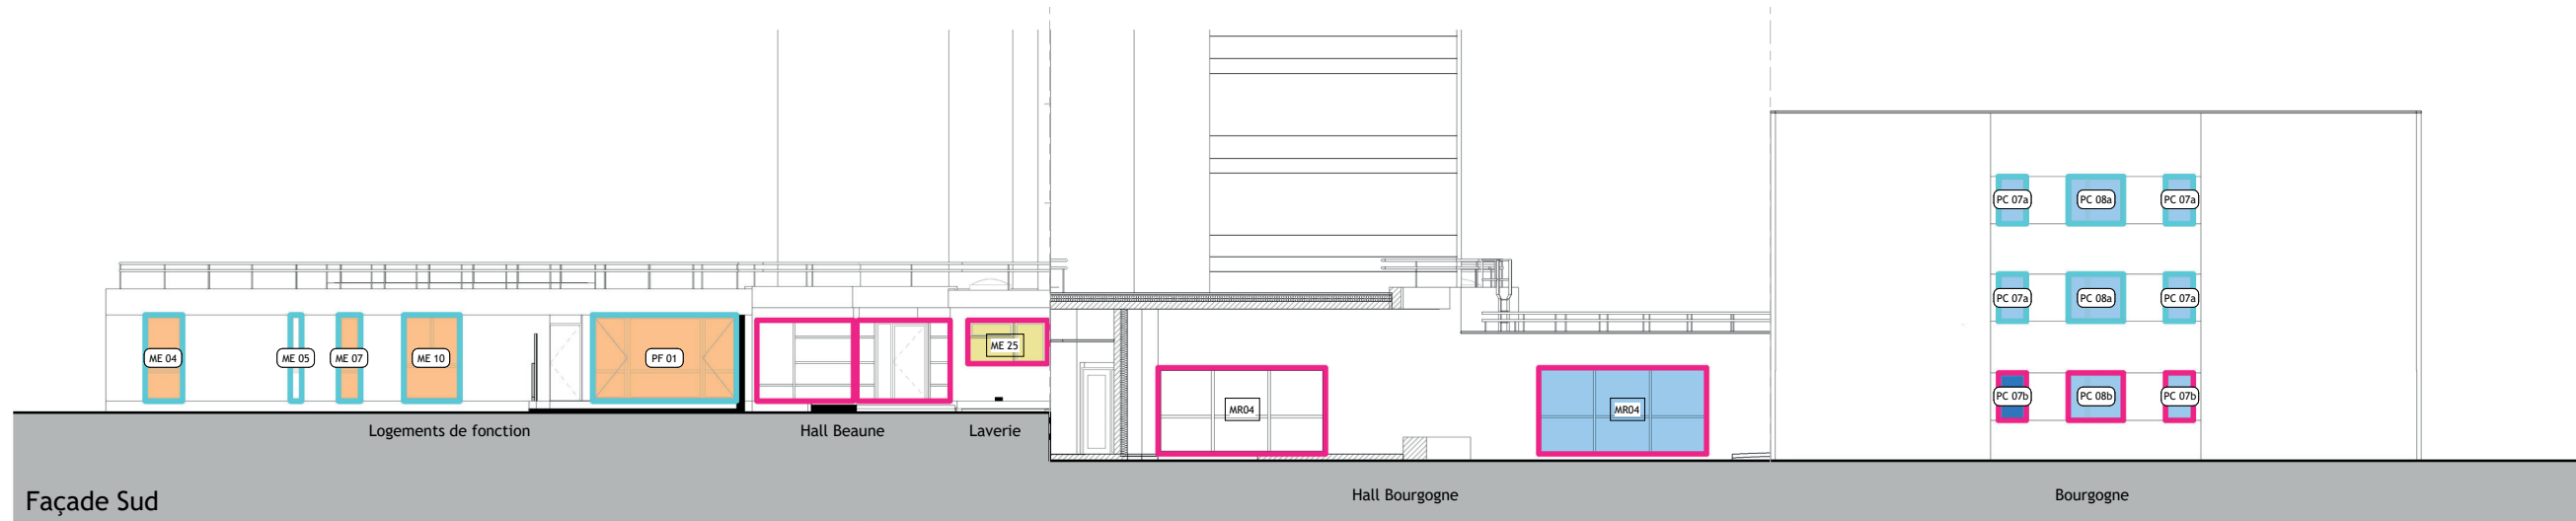 PC 07a PC 08a PC 07a
PC 07a PC 08a PC 07a
ME 04 ME 05 ME 07 ME 10 PF 01 ME 25
PC 07b PC 08b PC 07b
MR04 MR04
Logements de fonction Hall Beaune Laverie
Façade Sud Hall Bourgogne Bourgogne